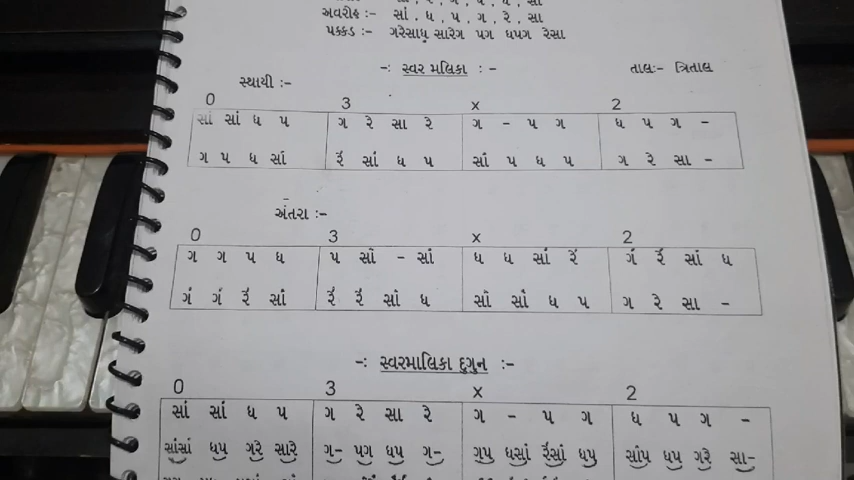 અવરોહ :- સાં . ધ . પ . ગ . રે . સા
પક્કડ :- ગરેસાધ઼ સારેગ પગ ધપગ રેસા
-: સ્વર મલિકા : -
તાલ:- ત્રિતાલ
સ્થાયી :-
0 3 x 2
સાં સાં ધ પ ગ રે સા રે ગ - પ ગ ધ પ ગ -
ગ પ ધ સાં રેં સાં ધ પ સાં પ ધ પ ગ રે સા -
અંતરા :-
0 3 x 2
ગ ગ પ ધ પ સાં - સાં ધ ધ સાં રેં ગં રેં સાં ધ
ગં ગં રેં સાં રેં રેં સાં ધ સાં સાં ધ પ ગ રે સા -
-: સ્વરમાલિકા દુગુન :-
0 3 x 2
સાં સાં ધ પ ગ રે સા રે ગ - પ ગ ધ પ ગ -
સાંસાં ધપ ગરે સારે ગ- પગ ધપ ગ- ગપ ધસાં રેંસાં ધપ સાંપ ધપ ગરે સા-